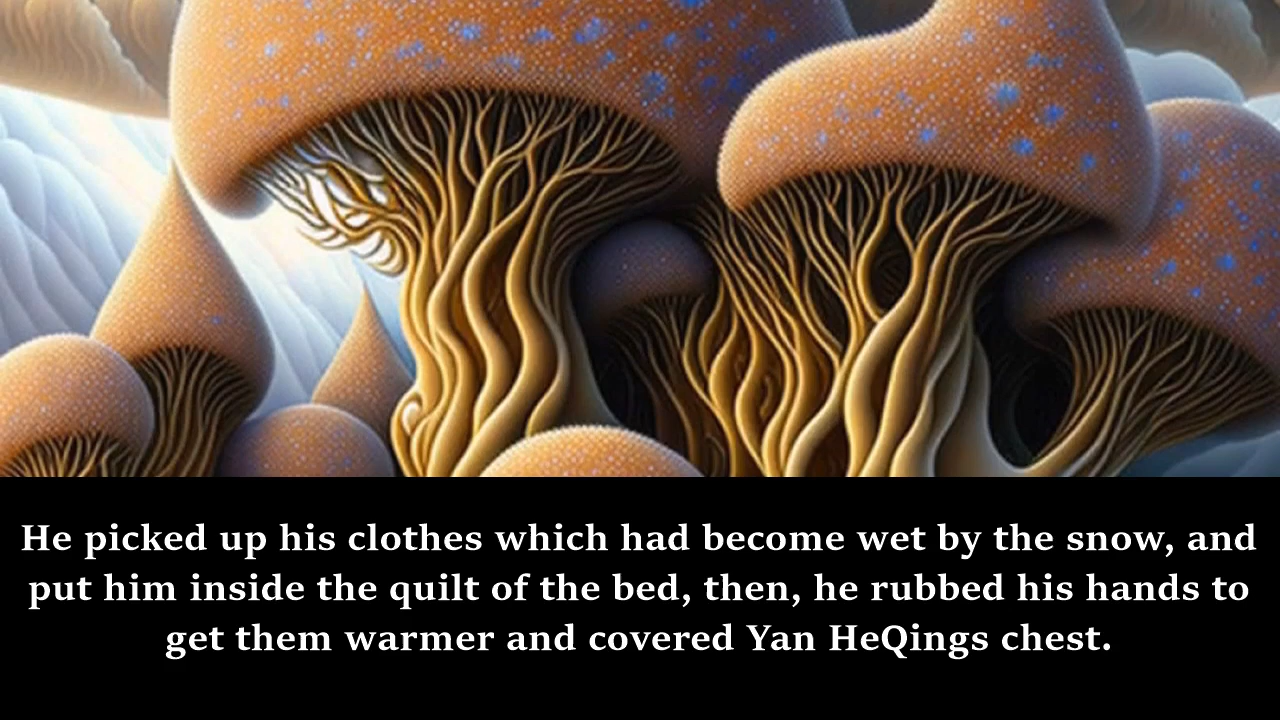 He picked up his clothes which had become wet by the snow, and
put him inside the quilt of the bed, then, he rubbed his hands to
get them warmer and covered Yan HeQings chest.